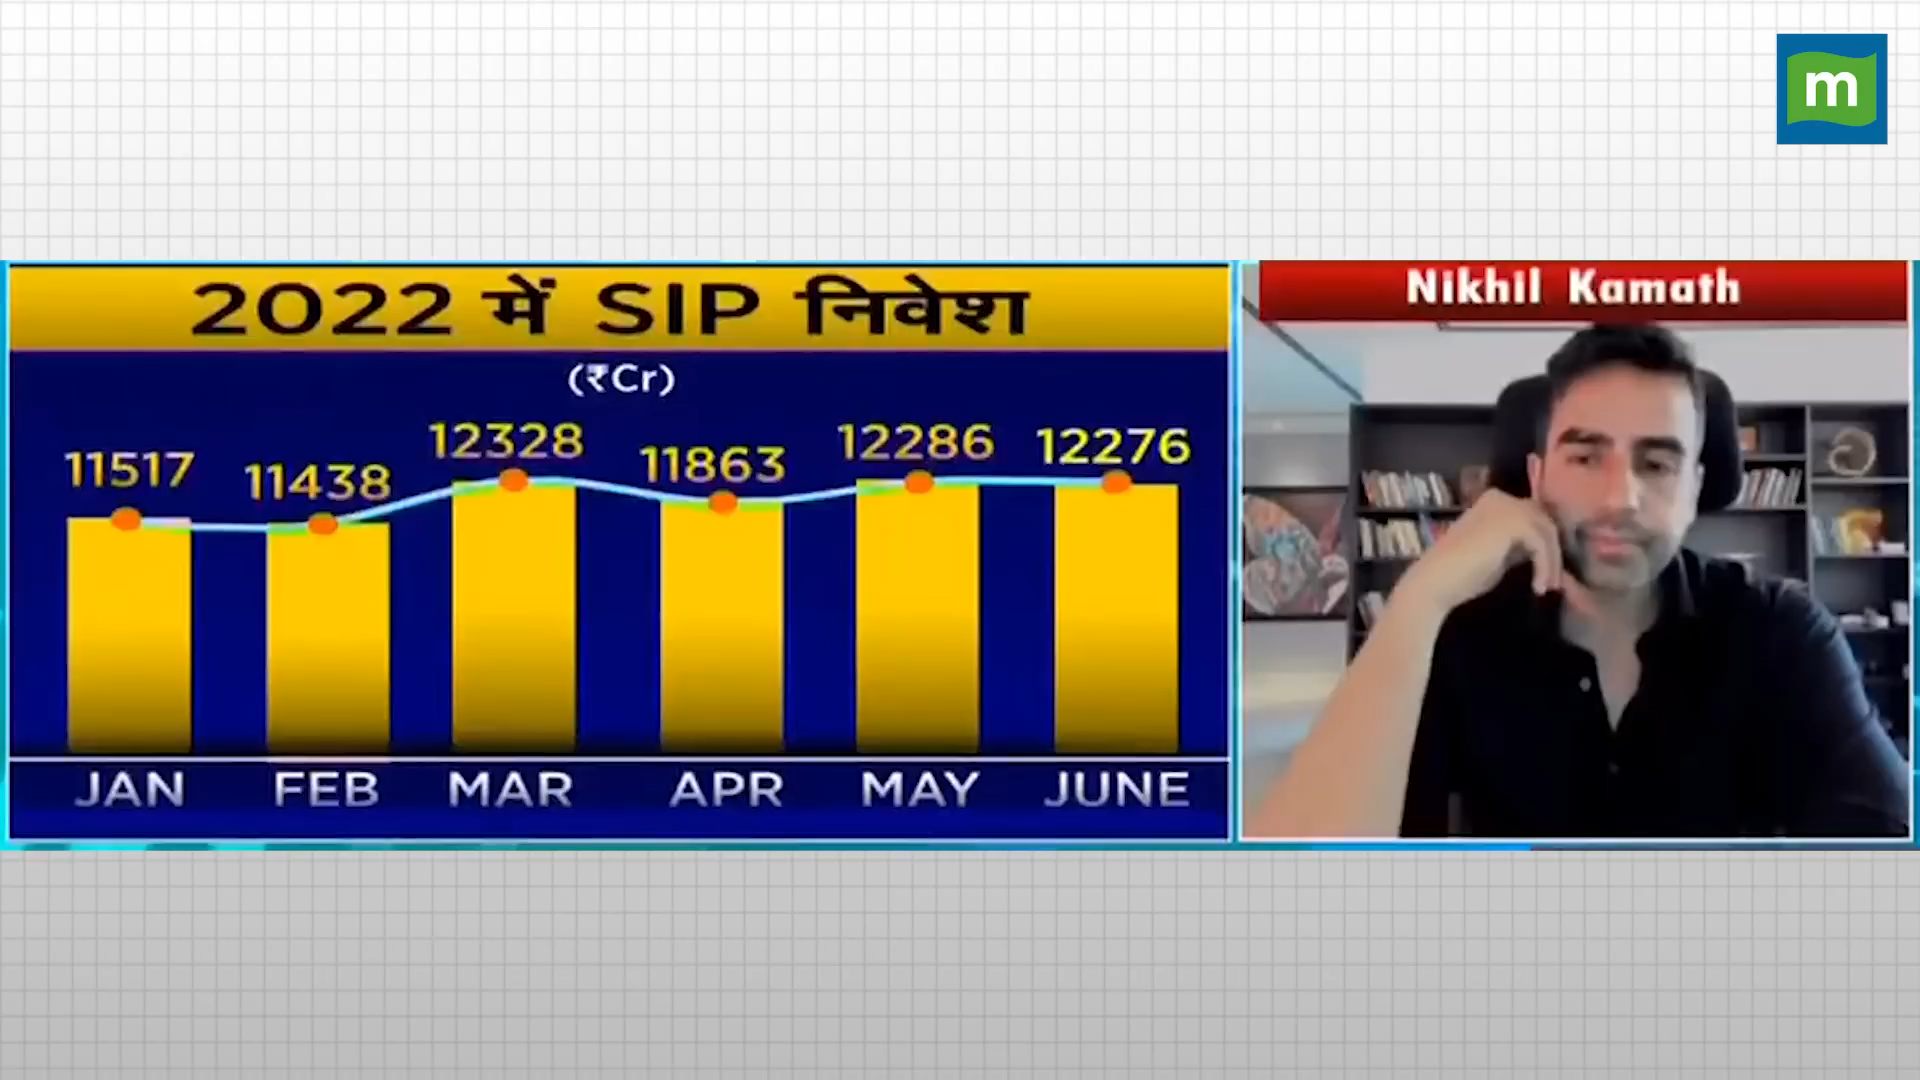 m
2022 में SIP निवेश
(₹Cr)
11517 11438 12328 11863 12286 12276
JAN FEB MAR APR MAY JUNE
Nikhil Kamath